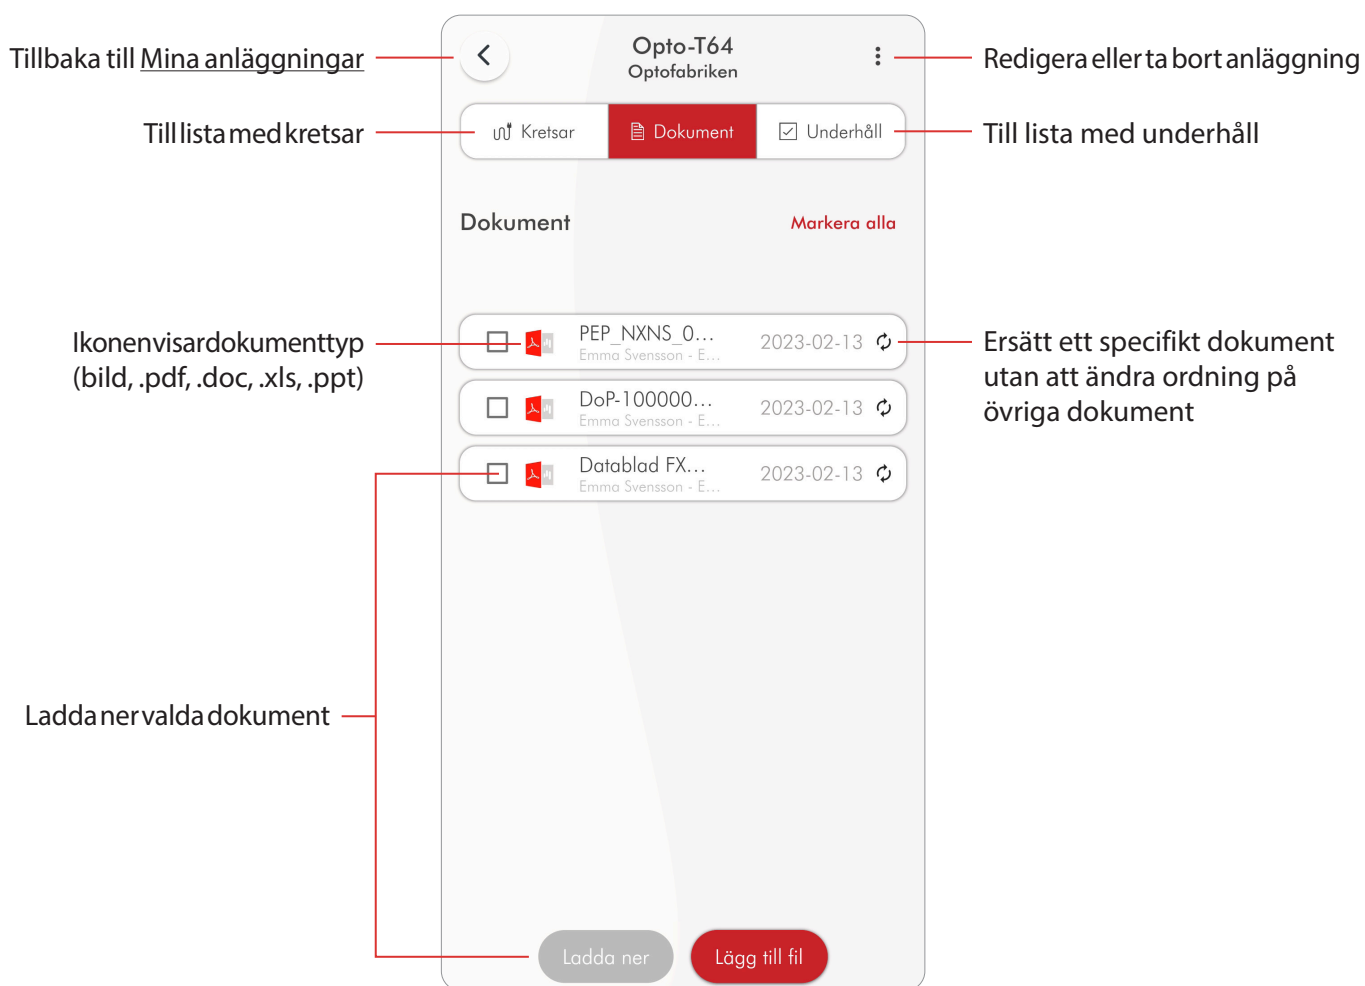 Tillbaka till Mina anläggningar
Opto-T64
Optofabriken
Redigera eller ta bort anläggning
Till lista med kretsar
Kretsar
Dokument
Underhåll
Till lista med underhåll
Dokument
Markera alla
Ikonen visar dokumenttyp
(bild, .pdf, .doc, .xls, .ppt)
PEP_NXNS_0...
Emma Svensson - E...
2023-02-13
Ersätt ett specifikt dokument
utan att ändra ordning på
övriga dokument
DoP-100000...
Emma Svensson - E...
2023-02-13
Datablad FX...
Emma Svensson - E...
2023-02-13
Ladda ner valda dokument
Ladda ner
Lägg till fil